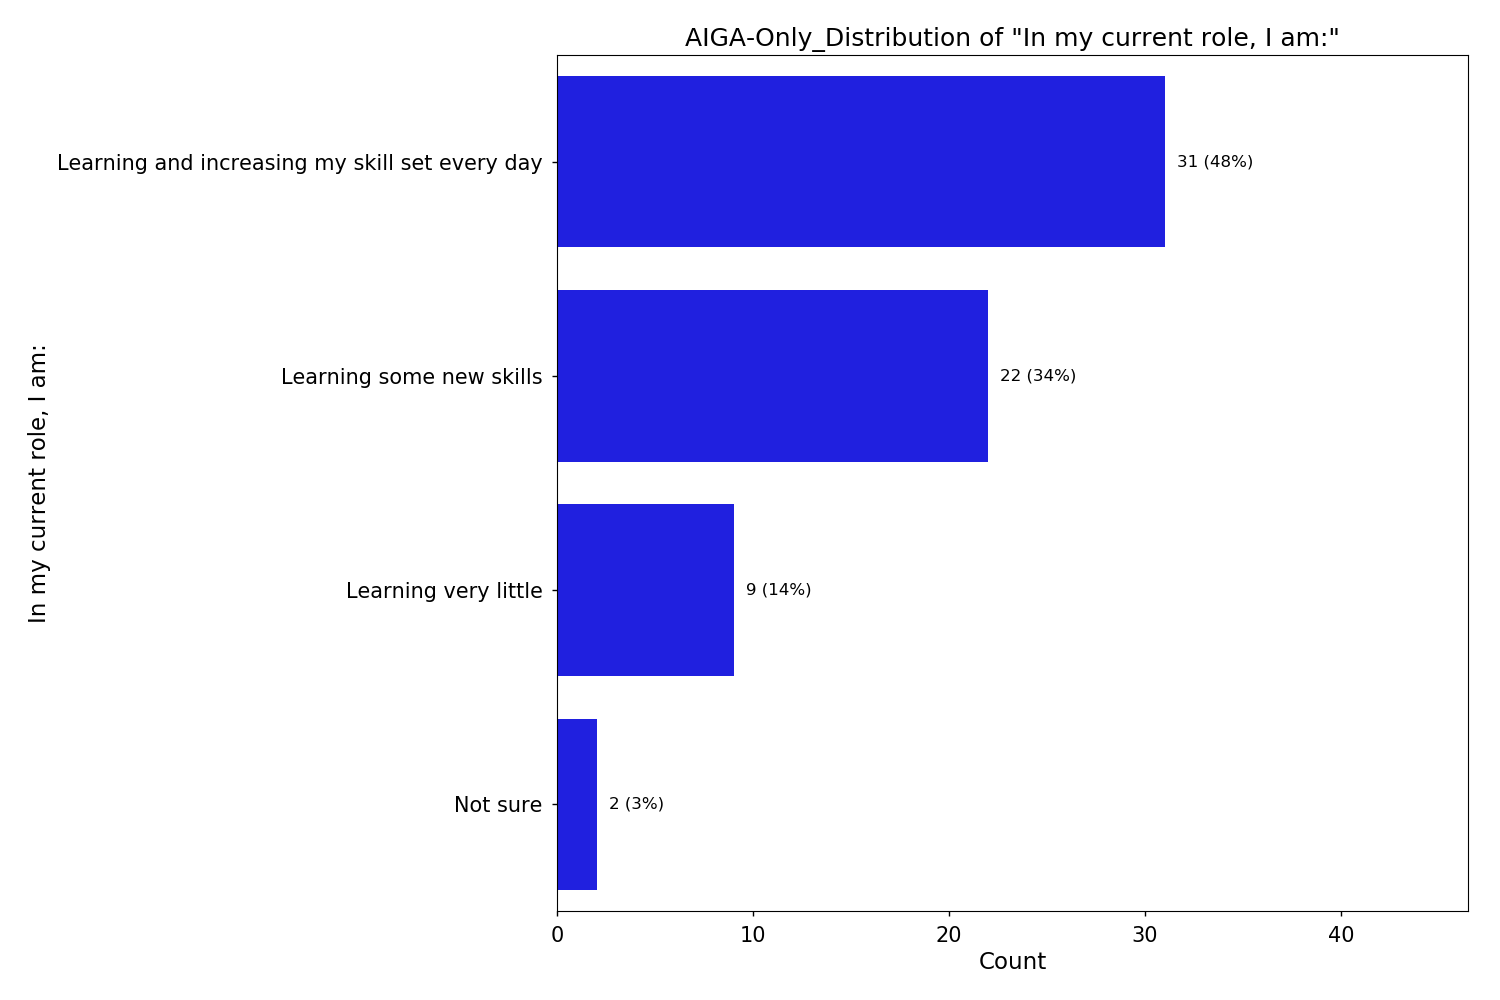 AIGA-Only_Distribution of "In my current role, I am:"
In my current role, I am:
Learning and increasing my skill set every day
31 (48%)
Learning some new skills
22 (34%)
Learning very little
9 (14%)
Not sure
2 (3%)
0 10 20 30 40
Count